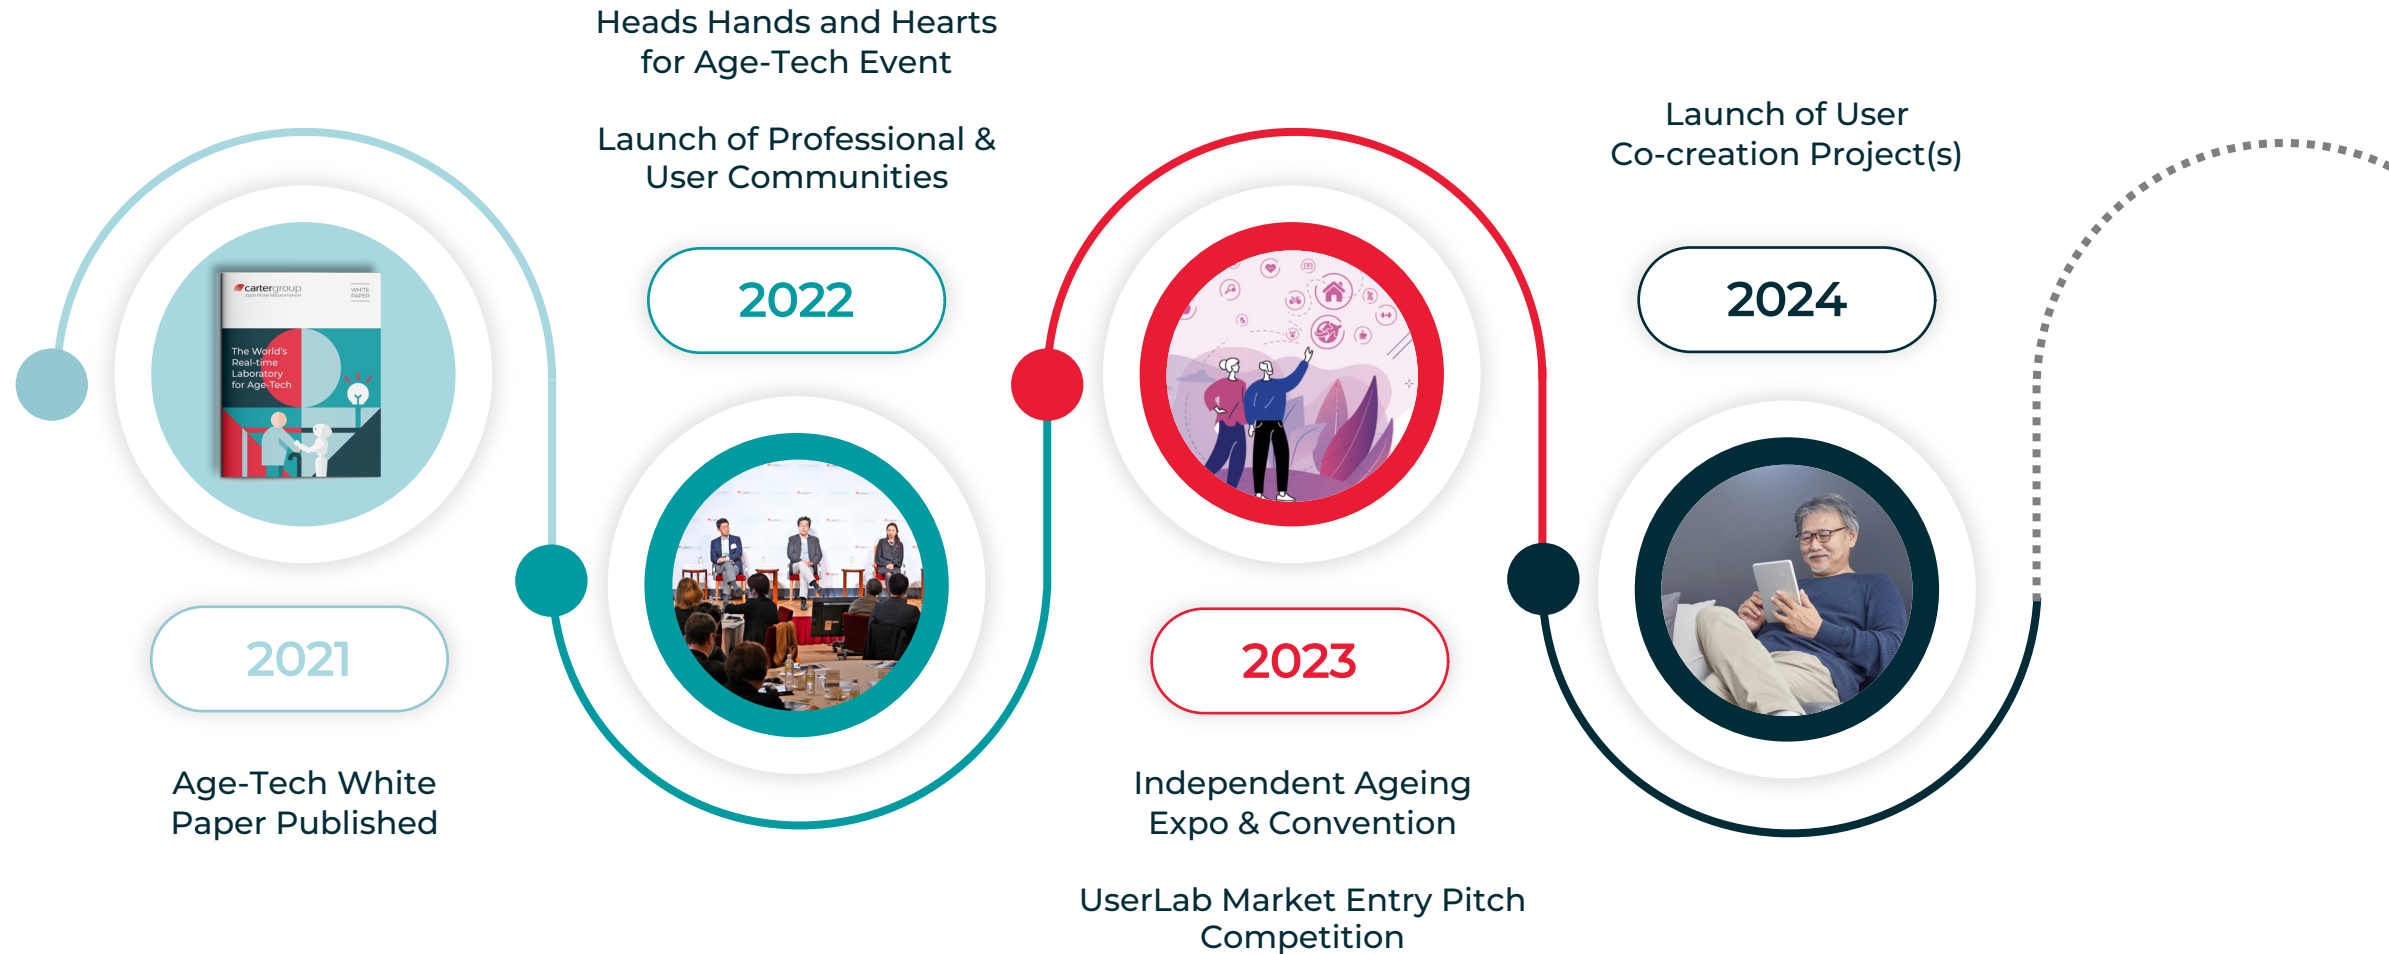 Heads Hands and Hearts
for Age-Tech Event
Launch of Professional &
User Communities
2022
cartergroup
WHITE
PAPER
The World's
Real-time
Laboratory
for Age-Tech
2021
Age-Tech White
Paper Published
2023
Independent Ageing
Expo & Convention
UserLab Market Entry Pitch
Competition
Launch of User
Co-creation Project(s)
2024